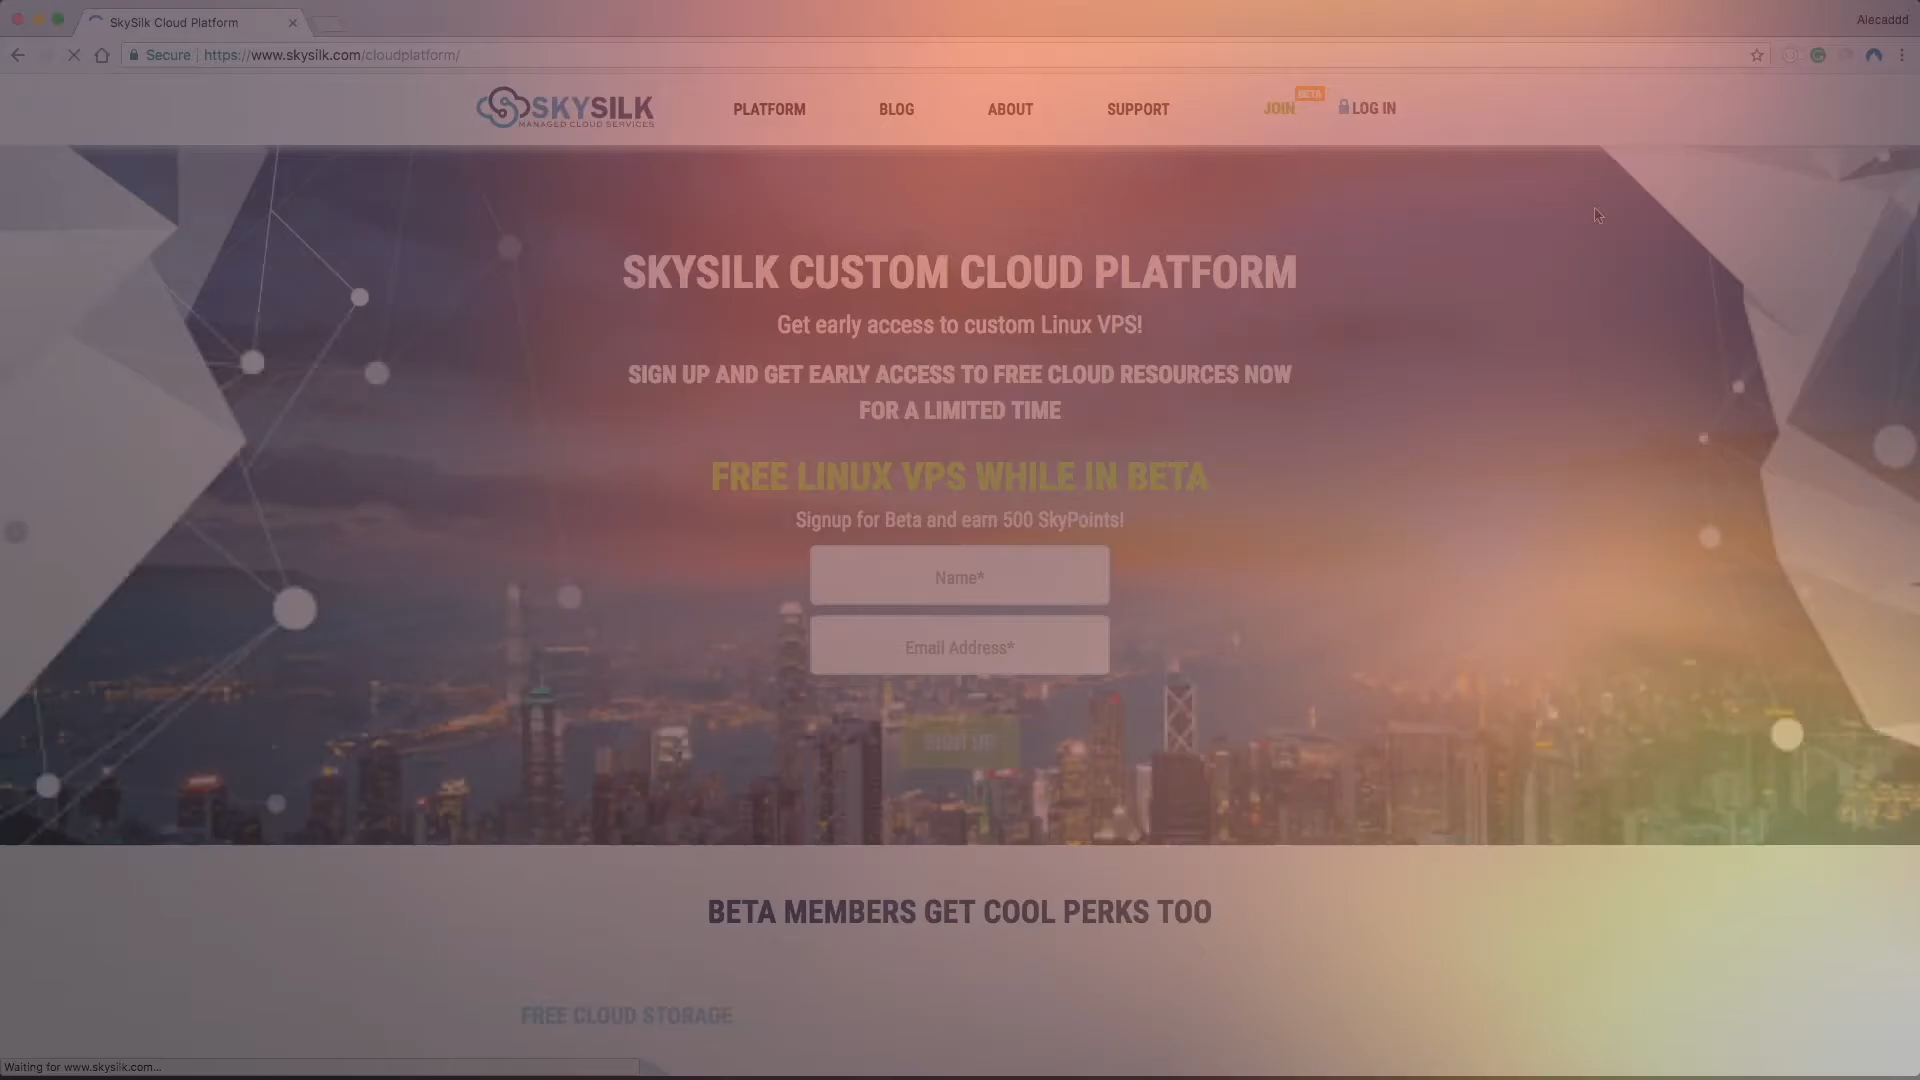 SkySilk Cloud Platform
Alecaddd
Secure
https://www.skysilk.com/cloudplatform/
SKYSILK
MANAGED CLOUD SERVICES
PLATFORM
BLOG
ABOUT
SUPPORT
JOIN
BETA
LOG IN
SKYSILK CUSTOM CLOUD PLATFORM
Get early access to custom Linux VPS!
SIGN UP AND GET EARLY ACCESS TO FREE CLOUD RESOURCES NOW
FOR A LIMITED TIME
FREE LINUX VPS WHILE IN BETA
Signup for Beta and earn 500 SkyPoints!
Name*
Email Address*
SIGN UP
BETA MEMBERS GET COOL PERKS TOO
FREE CLOUD STORAGE
Waiting for www.skysilk.com...